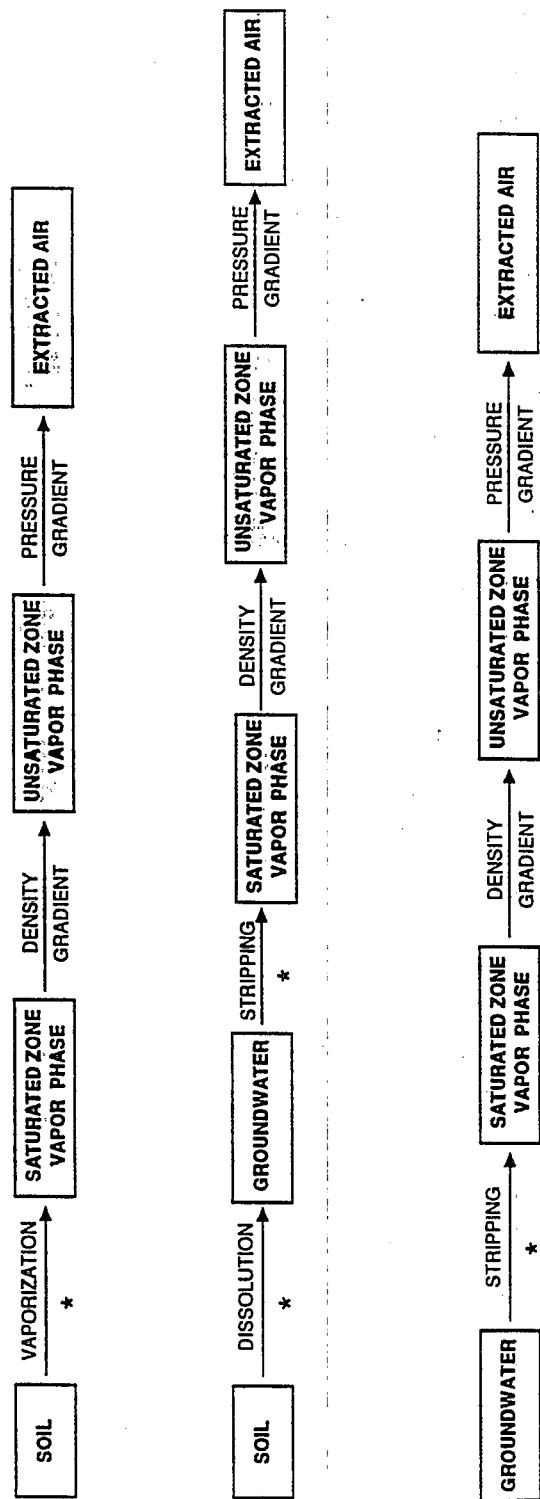 SOIL
VAPORIZATION
*
SATURATED ZONE
VAPOR PHASE
DENSITY
GRADIENT
UNSATURATED ZONE
VAPOR PHASE
PRESSURE
GRADIENT
EXTRACTED AIR
SOIL
DISSOLUTION
*
GROUNDWATER
STRIPPING
*
SATURATED ZONE
VAPOR PHASE
DENSITY
GRADIENT
UNSATURATED ZONE
VAPOR PHASE
PRESSURE
GRADIENT
EXTRACTED AIR
GROUNDWATER
STRIPPING
*
SATURATED ZONE
VAPOR PHASE
DENSITY
GRADIENT
UNSATURATED ZONE
VAPOR PHASE
PRESSURE
GRADIENT
EXTRACTED AIR